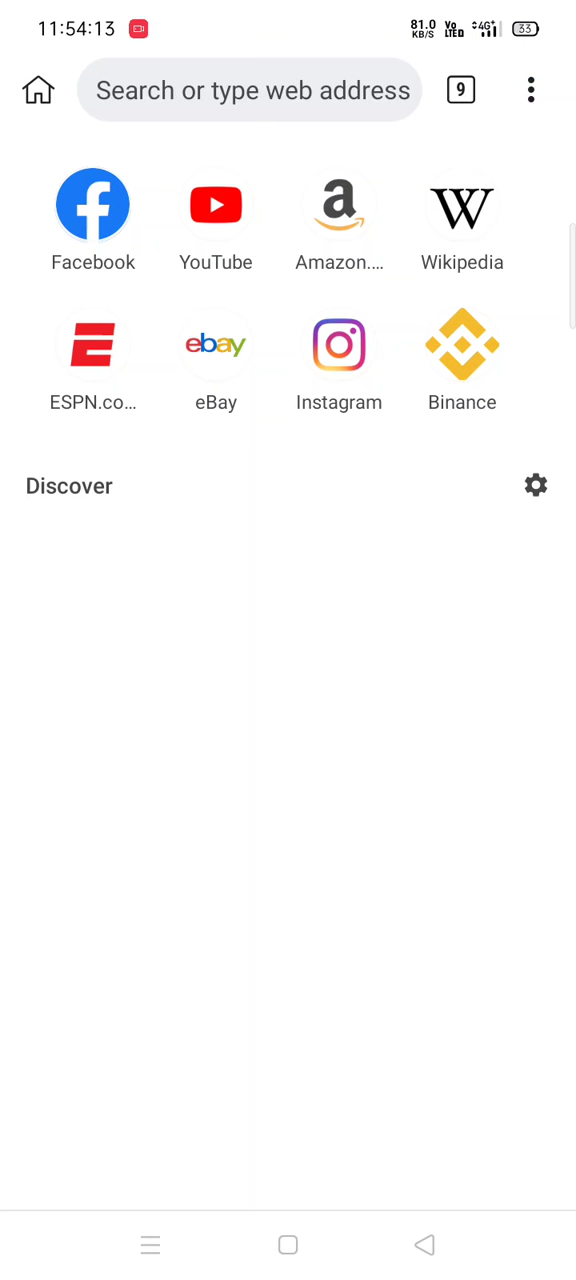 11:54:13
81.0 KB/S Vo LTE 4G+ 33
Search or type web address
9
a
W
Facebook
YouTube
Amazon....
Wikipedia
ebay
ESPN.co...
eBay
Instagram
Binance
Discover